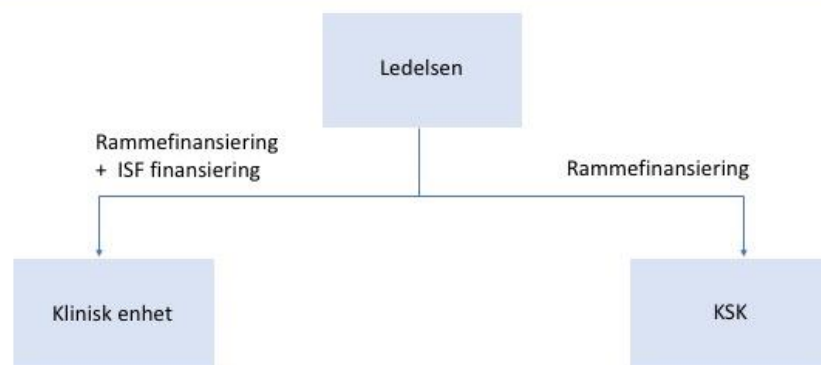 Ledelsen
Rammefinansiering
+ ISF finansiering
Rammefinansiering
Klinisk enhet
KSK